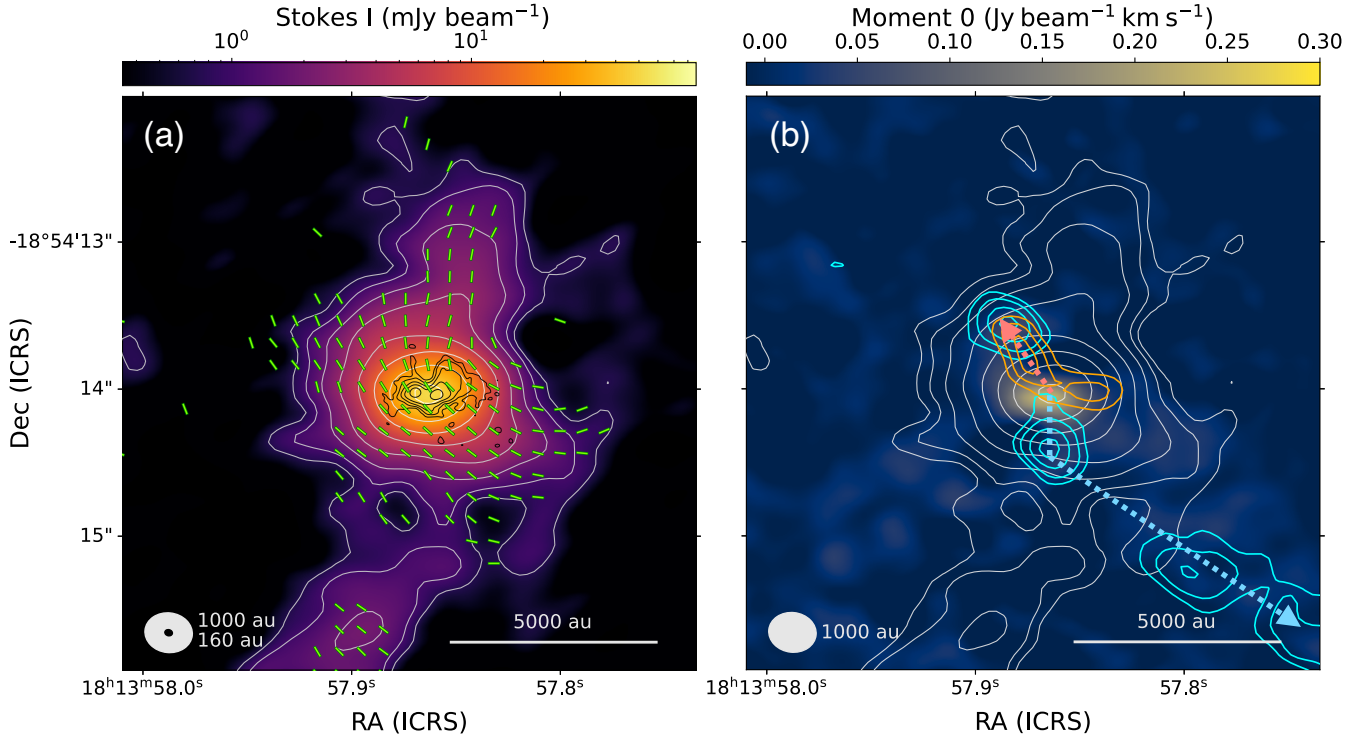 Stokes I (mJy beam⁻¹)
10⁰ 10¹
(a)
-18°54'13"
14"
15"
Dec (ICRS)
1000 au
160 au
5000 au
18ʰ13ᵐ58.0ˢ 57.9ˢ 57.8ˢ
RA (ICRS)
Moment 0 (Jy beam⁻¹ km s⁻¹)
0.00 0.05 0.10 0.15 0.20 0.25 0.30
(b)
1000 au
5000 au
18ʰ13ᵐ58.0ˢ 57.9ˢ 57.8ˢ
RA (ICRS)